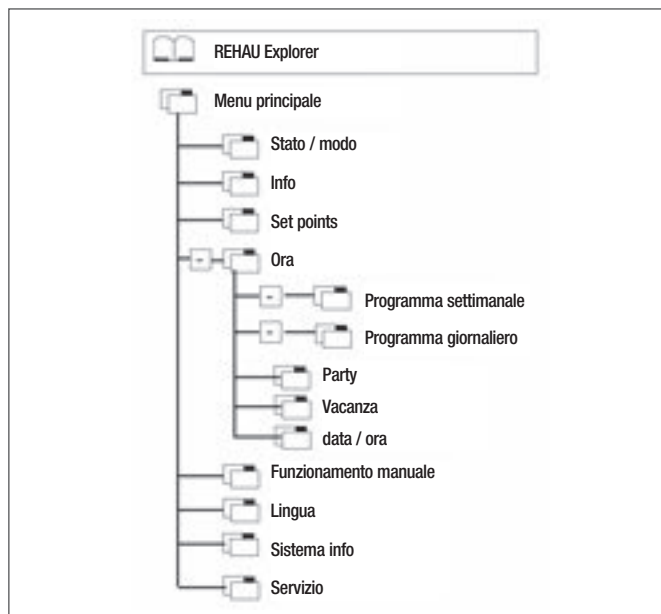 REHAU Explorer
Menu principale
Stato / modo
Info
Set points
Ora
Programma settimanale
Programma giornaliero
Party
Vacanza
data / ora
Funzionamento manuale
Lingua
Sistema info
Servizio